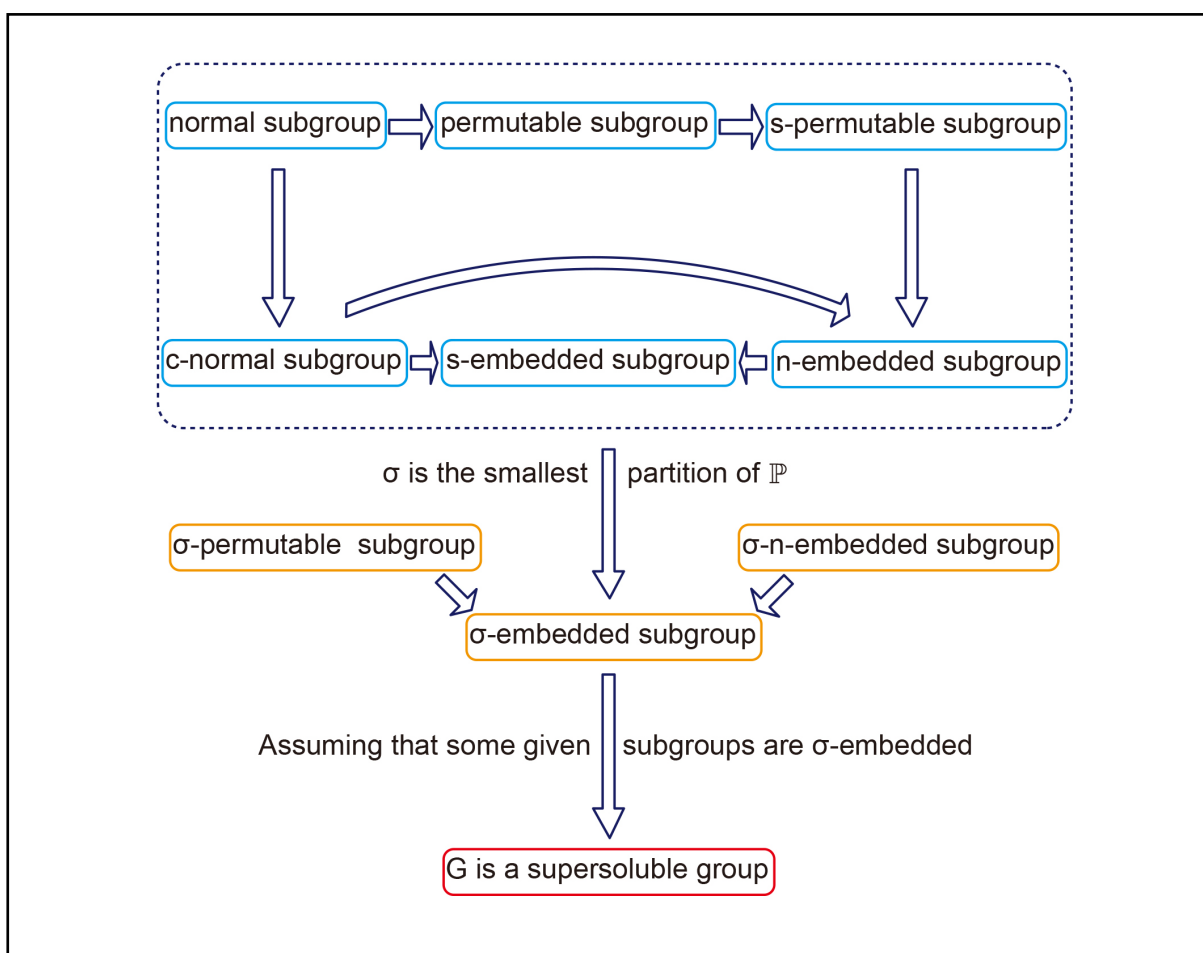 normal subgroup
permutable subgroup
s-permutable subgroup
c-normal subgroup
s-embedded subgroup
n-embedded subgroup
σ is the smallest partition of ℙ
σ-permutable subgroup
σ-n-embedded subgroup
σ-embedded subgroup
Assuming that some given subgroups are σ-embedded
G is a supersoluble group